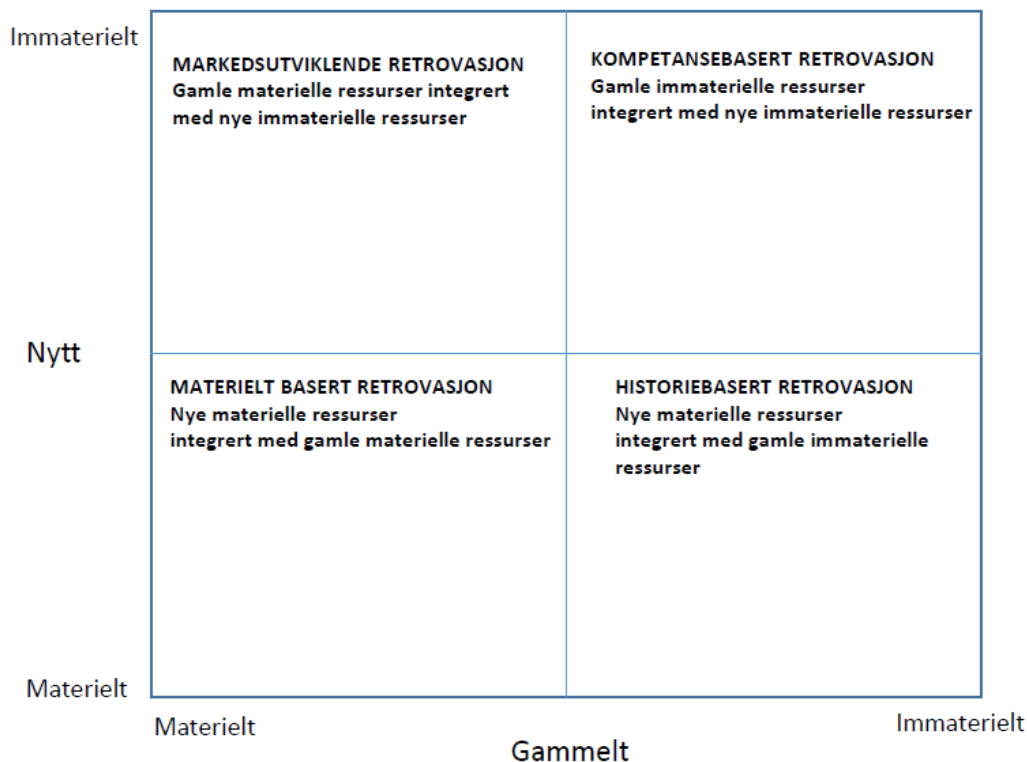 Immaterielt
MARKEDSUTVIKLENDE RETROVASJON
Gamle materielle ressurser integrert
med nye immaterielle ressurser
KOMPETANSEBASERT RETROVASJON
Gamle immaterielle ressurser
integrert med nye immaterielle ressurser
Nytt
MATERIELT BASERT RETROVASJON
Nye materielle ressurser
integrert med gamle materielle ressurser
HISTORIEBASERT RETROVASJON
Nye materielle ressurser
integrert med gamle immaterielle
ressurser
Materielt
Materielt
Immaterielt
Gammelt